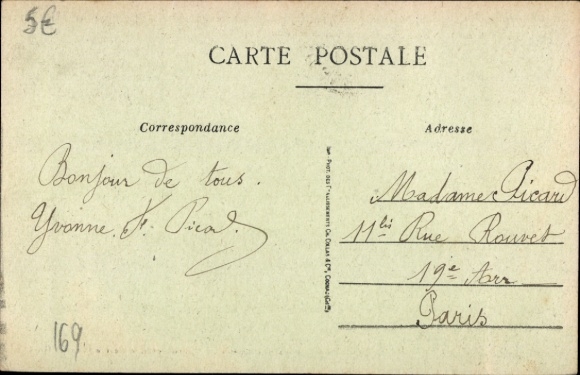 5€
CARTE POSTALE
Correspondance
Adresse
Bonjour de tous.
Yvonne. F. Picard.
Madame Picard
11bis Rue Rouvet
19e Arr
Paris
169